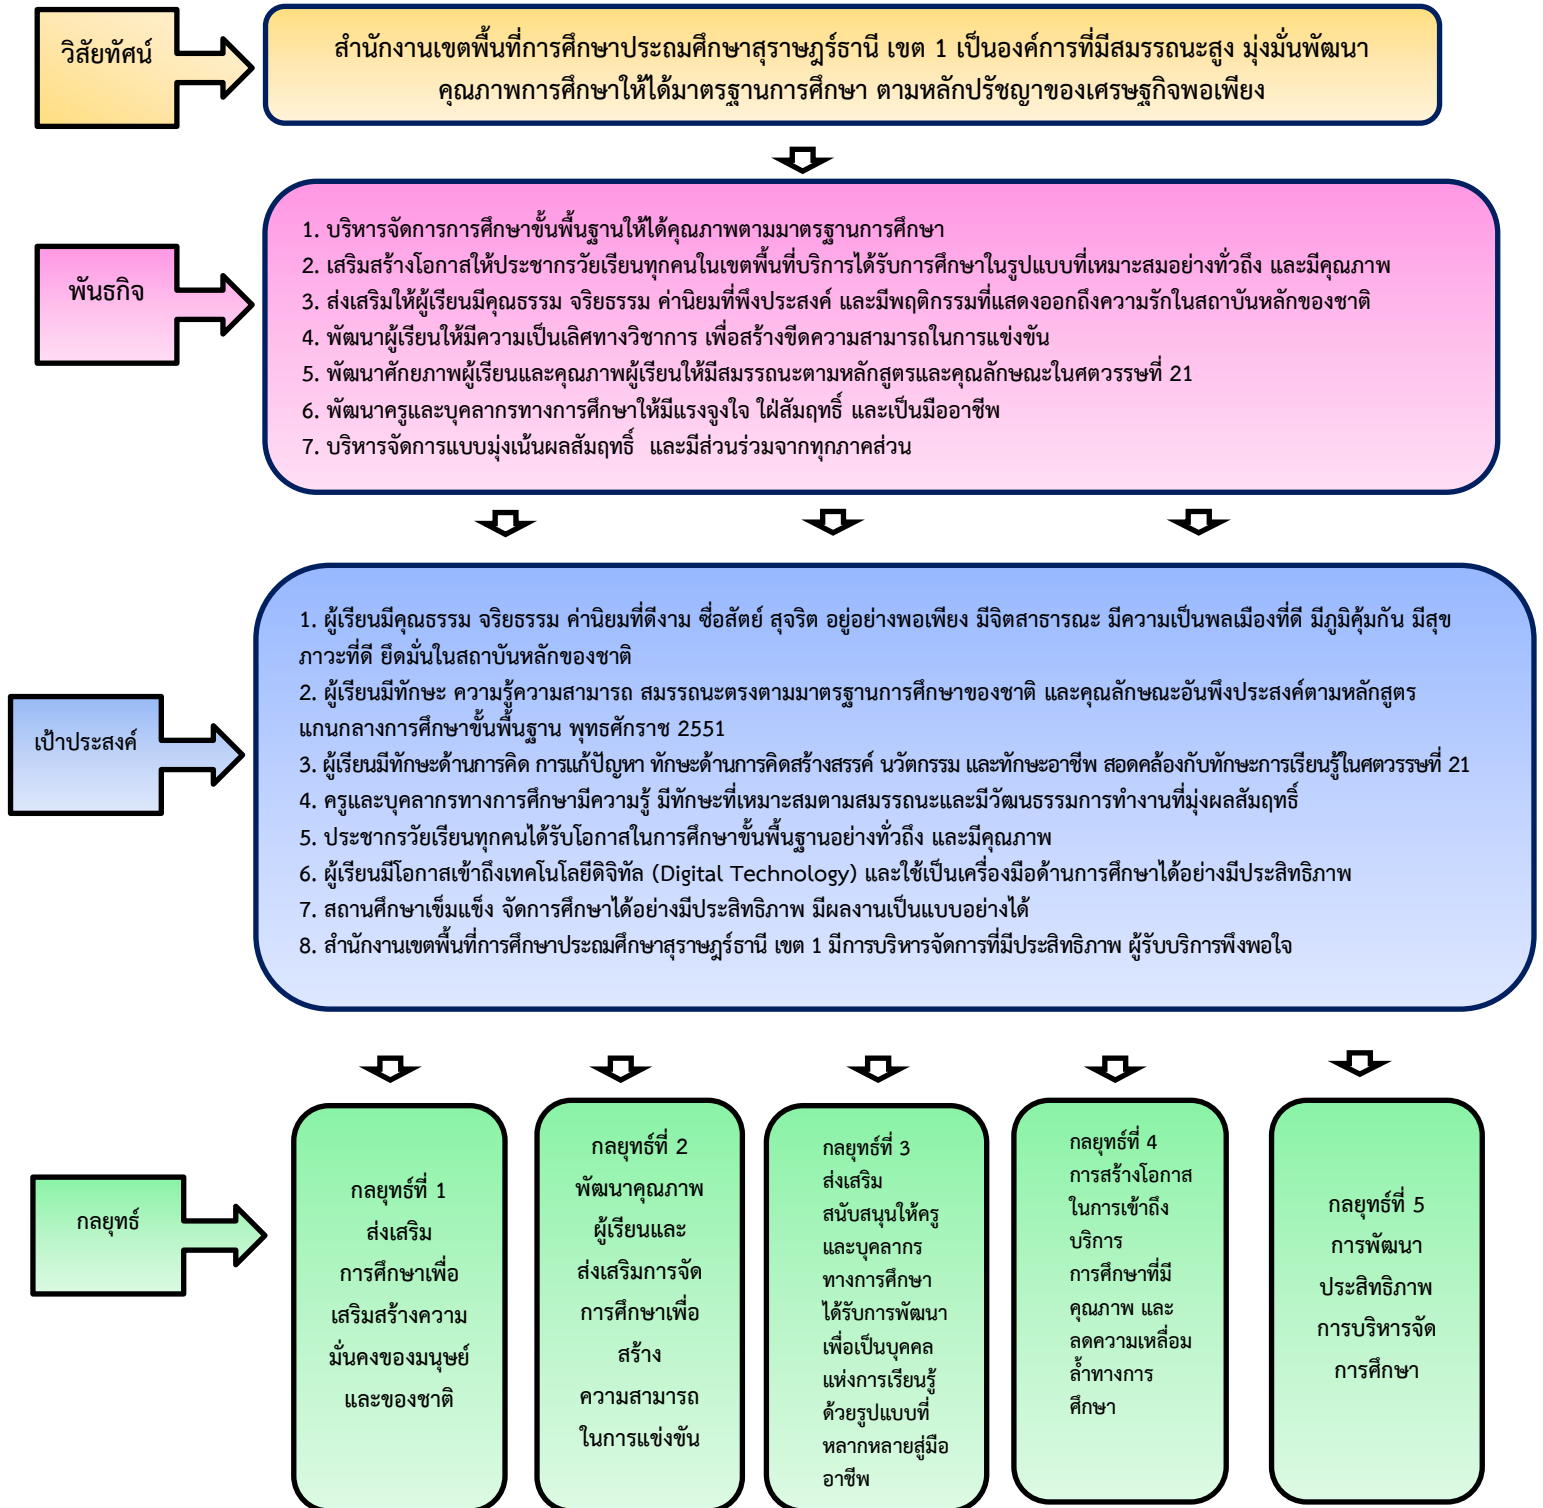 วิสัยทัศน์
สำนักงานเขตพื้นที่การศึกษาประถมศึกษาสุราษฎร์ธานี เขต 1 เป็นองค์การที่มีสมรรถนะสูง มุ่งมั่นพัฒนา
คุณภาพการศึกษาให้ได้มาตรฐานการศึกษา ตามหลักปรัชญาของเศรษฐกิจพอเพียง
พันธกิจ
1. บริหารจัดการการศึกษาขั้นพื้นฐานให้ได้คุณภาพตามมาตรฐานการศึกษา
2. เสริมสร้างโอกาสให้ประชากรวัยเรียนทุกคนในเขตพื้นที่บริการได้รับการศึกษาในรูปแบบที่เหมาะสมอย่างทั่วถึง และมีคุณภาพ
3. ส่งเสริมให้ผู้เรียนมีคุณธรรม จริยธรรม ค่านิยมที่พึงประสงค์ และมีพฤติกรรมที่แสดงออกถึงความรักในสถาบันหลักของชาติ
4. พัฒนาผู้เรียนให้มีความเป็นเลิศทางวิชาการ เพื่อสร้างขีดความสามารถในการแข่งขัน
5. พัฒนาศักยภาพผู้เรียนและคุณภาพผู้เรียนให้มีสมรรถนะตามหลักสูตรและคุณลักษณะในศตวรรษที่ 21
6. พัฒนาครูและบุคลากรทางการศึกษาให้มีแรงจูงใจ ใฝ่สัมฤทธิ์ และเป็นมืออาชีพ
7. บริหารจัดการแบบมุ่งเน้นผลสัมฤทธิ์ และมีส่วนร่วมจากทุกภาคส่วน
เป้าประสงค์
1. ผู้เรียนมีคุณธรรม จริยธรรม ค่านิยมที่ดีงาม ซื่อสัตย์ สุจริต อยู่อย่างพอเพียง มีจิตสาธารณะ มีความเป็นพลเมืองที่ดี มีภูมิคุ้มกัน มีสุข
ภาวะที่ดี ยึดมั่นในสถาบันหลักของชาติ
2. ผู้เรียนมีทักษะ ความรู้ความสามารถ สมรรถนะตรงตามมาตรฐานการศึกษาของชาติ และคุณลักษณะอันพึงประสงค์ตามหลักสูตร
แกนกลางการศึกษาขั้นพื้นฐาน พุทธศักราช 2551
3. ผู้เรียนมีทักษะด้านการคิด การแก้ปัญหา ทักษะด้านการคิดสร้างสรรค์ นวัตกรรม และทักษะอาชีพ สอดคล้องกับทักษะการเรียนรู้ในศตวรรษที่ 21
4. ครูและบุคลากรทางการศึกษามีความรู้ มีทักษะที่เหมาะสมตามสมรรถนะและมีวัฒนธรรมการทำงานที่มุ่งผลสัมฤทธิ์
5. ประชากรวัยเรียนทุกคนได้รับโอกาสในการศึกษาขั้นพื้นฐานอย่างทั่วถึง และมีคุณภาพ
6. ผู้เรียนมีโอกาสเข้าถึงเทคโนโลยีดิจิทัล (Digital Technology) และใช้เป็นเครื่องมือด้านการศึกษาได้อย่างมีประสิทธิภาพ
7. สถานศึกษาเข็มแข็ง จัดการศึกษาได้อย่างมีประสิทธิภาพ มีผลงานเป็นแบบอย่างได้
8. สำนักงานเขตพื้นที่การศึกษาประถมศึกษาสุราษฎร์ธานี เขต 1 มีการบริหารจัดการที่มีประสิทธิภาพ ผู้รับบริการพึงพอใจ
กลยุทธ์
กลยุทธ์ที่ 1
ส่งเสริม
การศึกษาเพื่อ
เสริมสร้างความ
มั่นคงของมนุษย์
และของชาติ
กลยุทธ์ที่ 2
พัฒนาคุณภาพ
ผู้เรียนและ
ส่งเสริมการจัด
การศึกษาเพื่อ
สร้าง
ความสามารถ
ในการแข่งขัน
กลยุทธ์ที่ 3
ส่งเสริม
สนับสนุนให้ครู
และบุคลากร
ทางการศึกษา
ได้รับการพัฒนา
เพื่อเป็นบุคคล
แห่งการเรียนรู้
ด้วยรูปแบบที่
หลากหลายสู่มือ
อาชีพ
กลยุทธ์ที่ 4
การสร้างโอกาส
ในการเข้าถึง
บริการ
การศึกษาที่มี
คุณภาพ และ
ลดความเหลื่อม
ล้ำทางการ
ศึกษา
กลยุทธ์ที่ 5
การพัฒนา
ประสิทธิภาพ
การบริหารจัด
การศึกษา